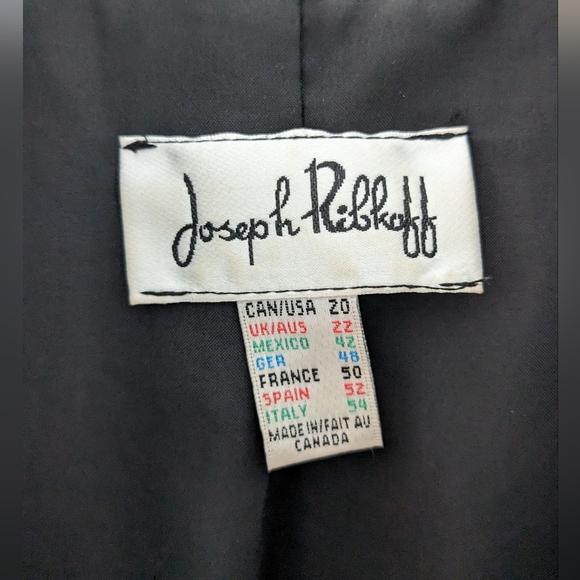 Joseph Ribkoff
CAN/USA 20
UK/AUS 22
MEXICO 42
GER 48
FRANCE 50
SPAIN 52
ITALY 54
MADE IN/FAIT AU
CANADA